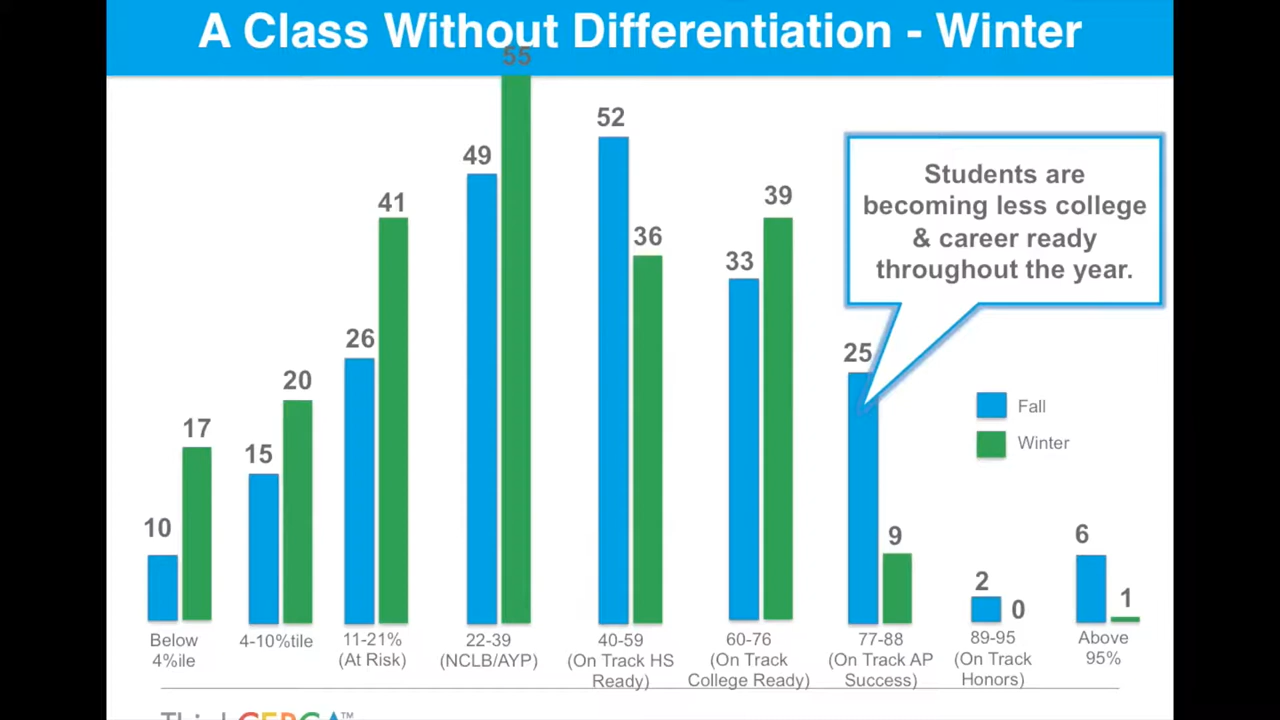 A Class Without Differentiation - Winter
55
52
49
41
39
36
33
Students are
becoming less college
& career ready
throughout the year.
26
25
20
17
15
10
9
6
2
0
1
Fall
Winter
Below
4%ile
4-10%tile
11-21%
(At Risk)
22-39
(NCLB/AYP)
40-59
(On Track HS
Ready)
60-76
(On Track
College Ready)
77-88
(On Track AP
Success)
89-95
(On Track
Honors)
Above
95%